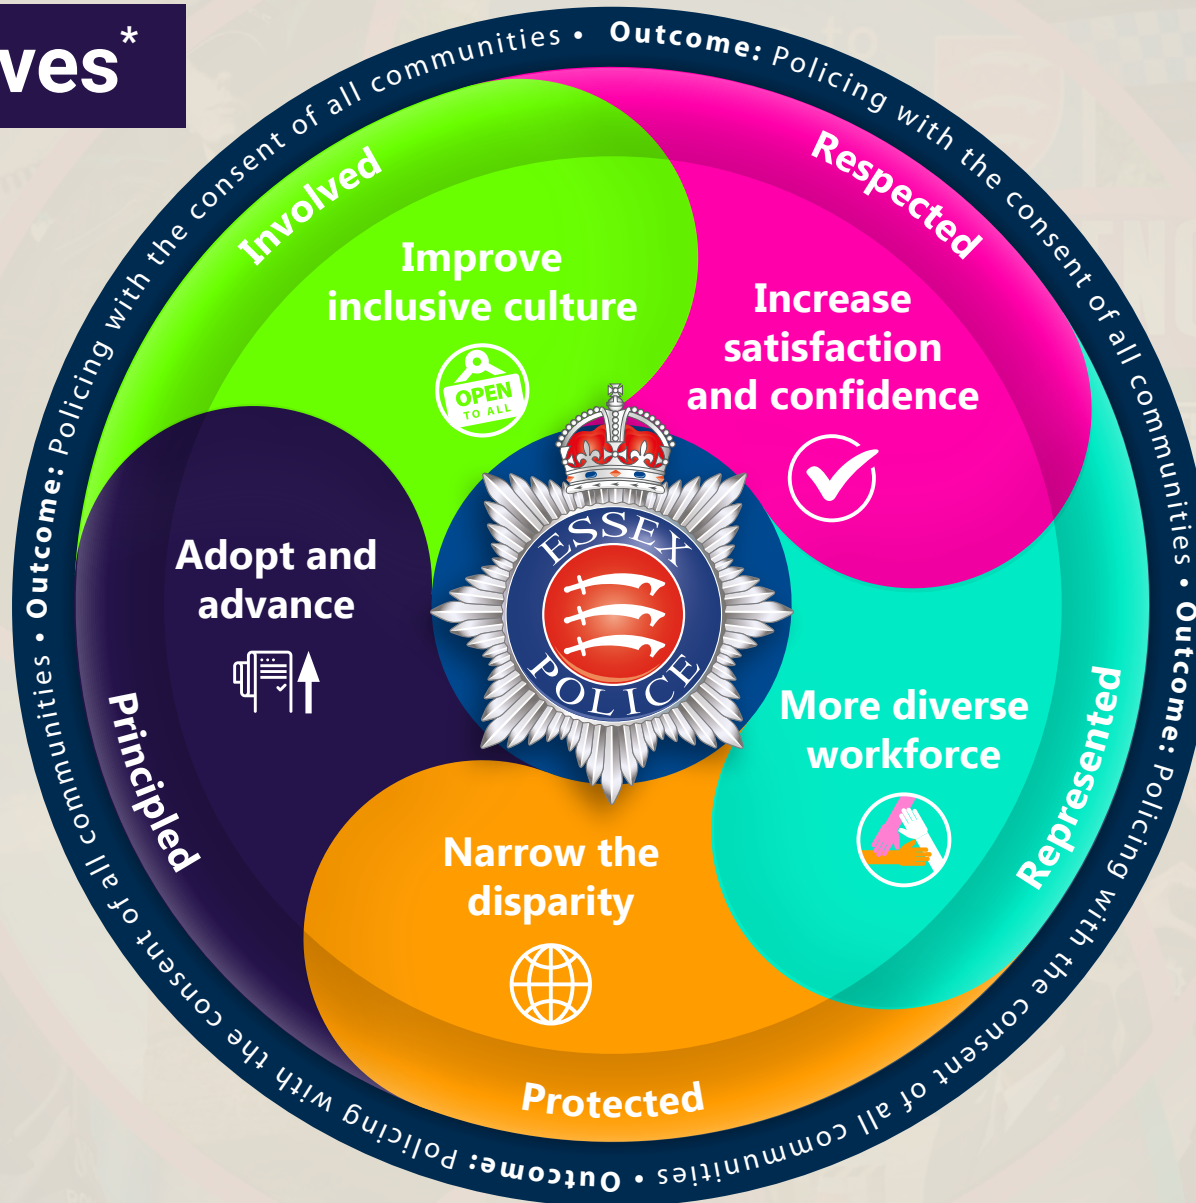 ves*
Outcome: Policing with the consent of all communities •
Outcome: Policing with the consent of all communities •
Outcome: Policing with the consent of all communities •
Outcome: Policing with the consent of all communities •
Involved
Improve
inclusive culture
OPEN
TO ALL
Respected
Increase
satisfaction
and confidence
Represented
More diverse
workforce
Protected
Narrow the
disparity
Principled
Adopt and
advance
ESSEX
POLICE